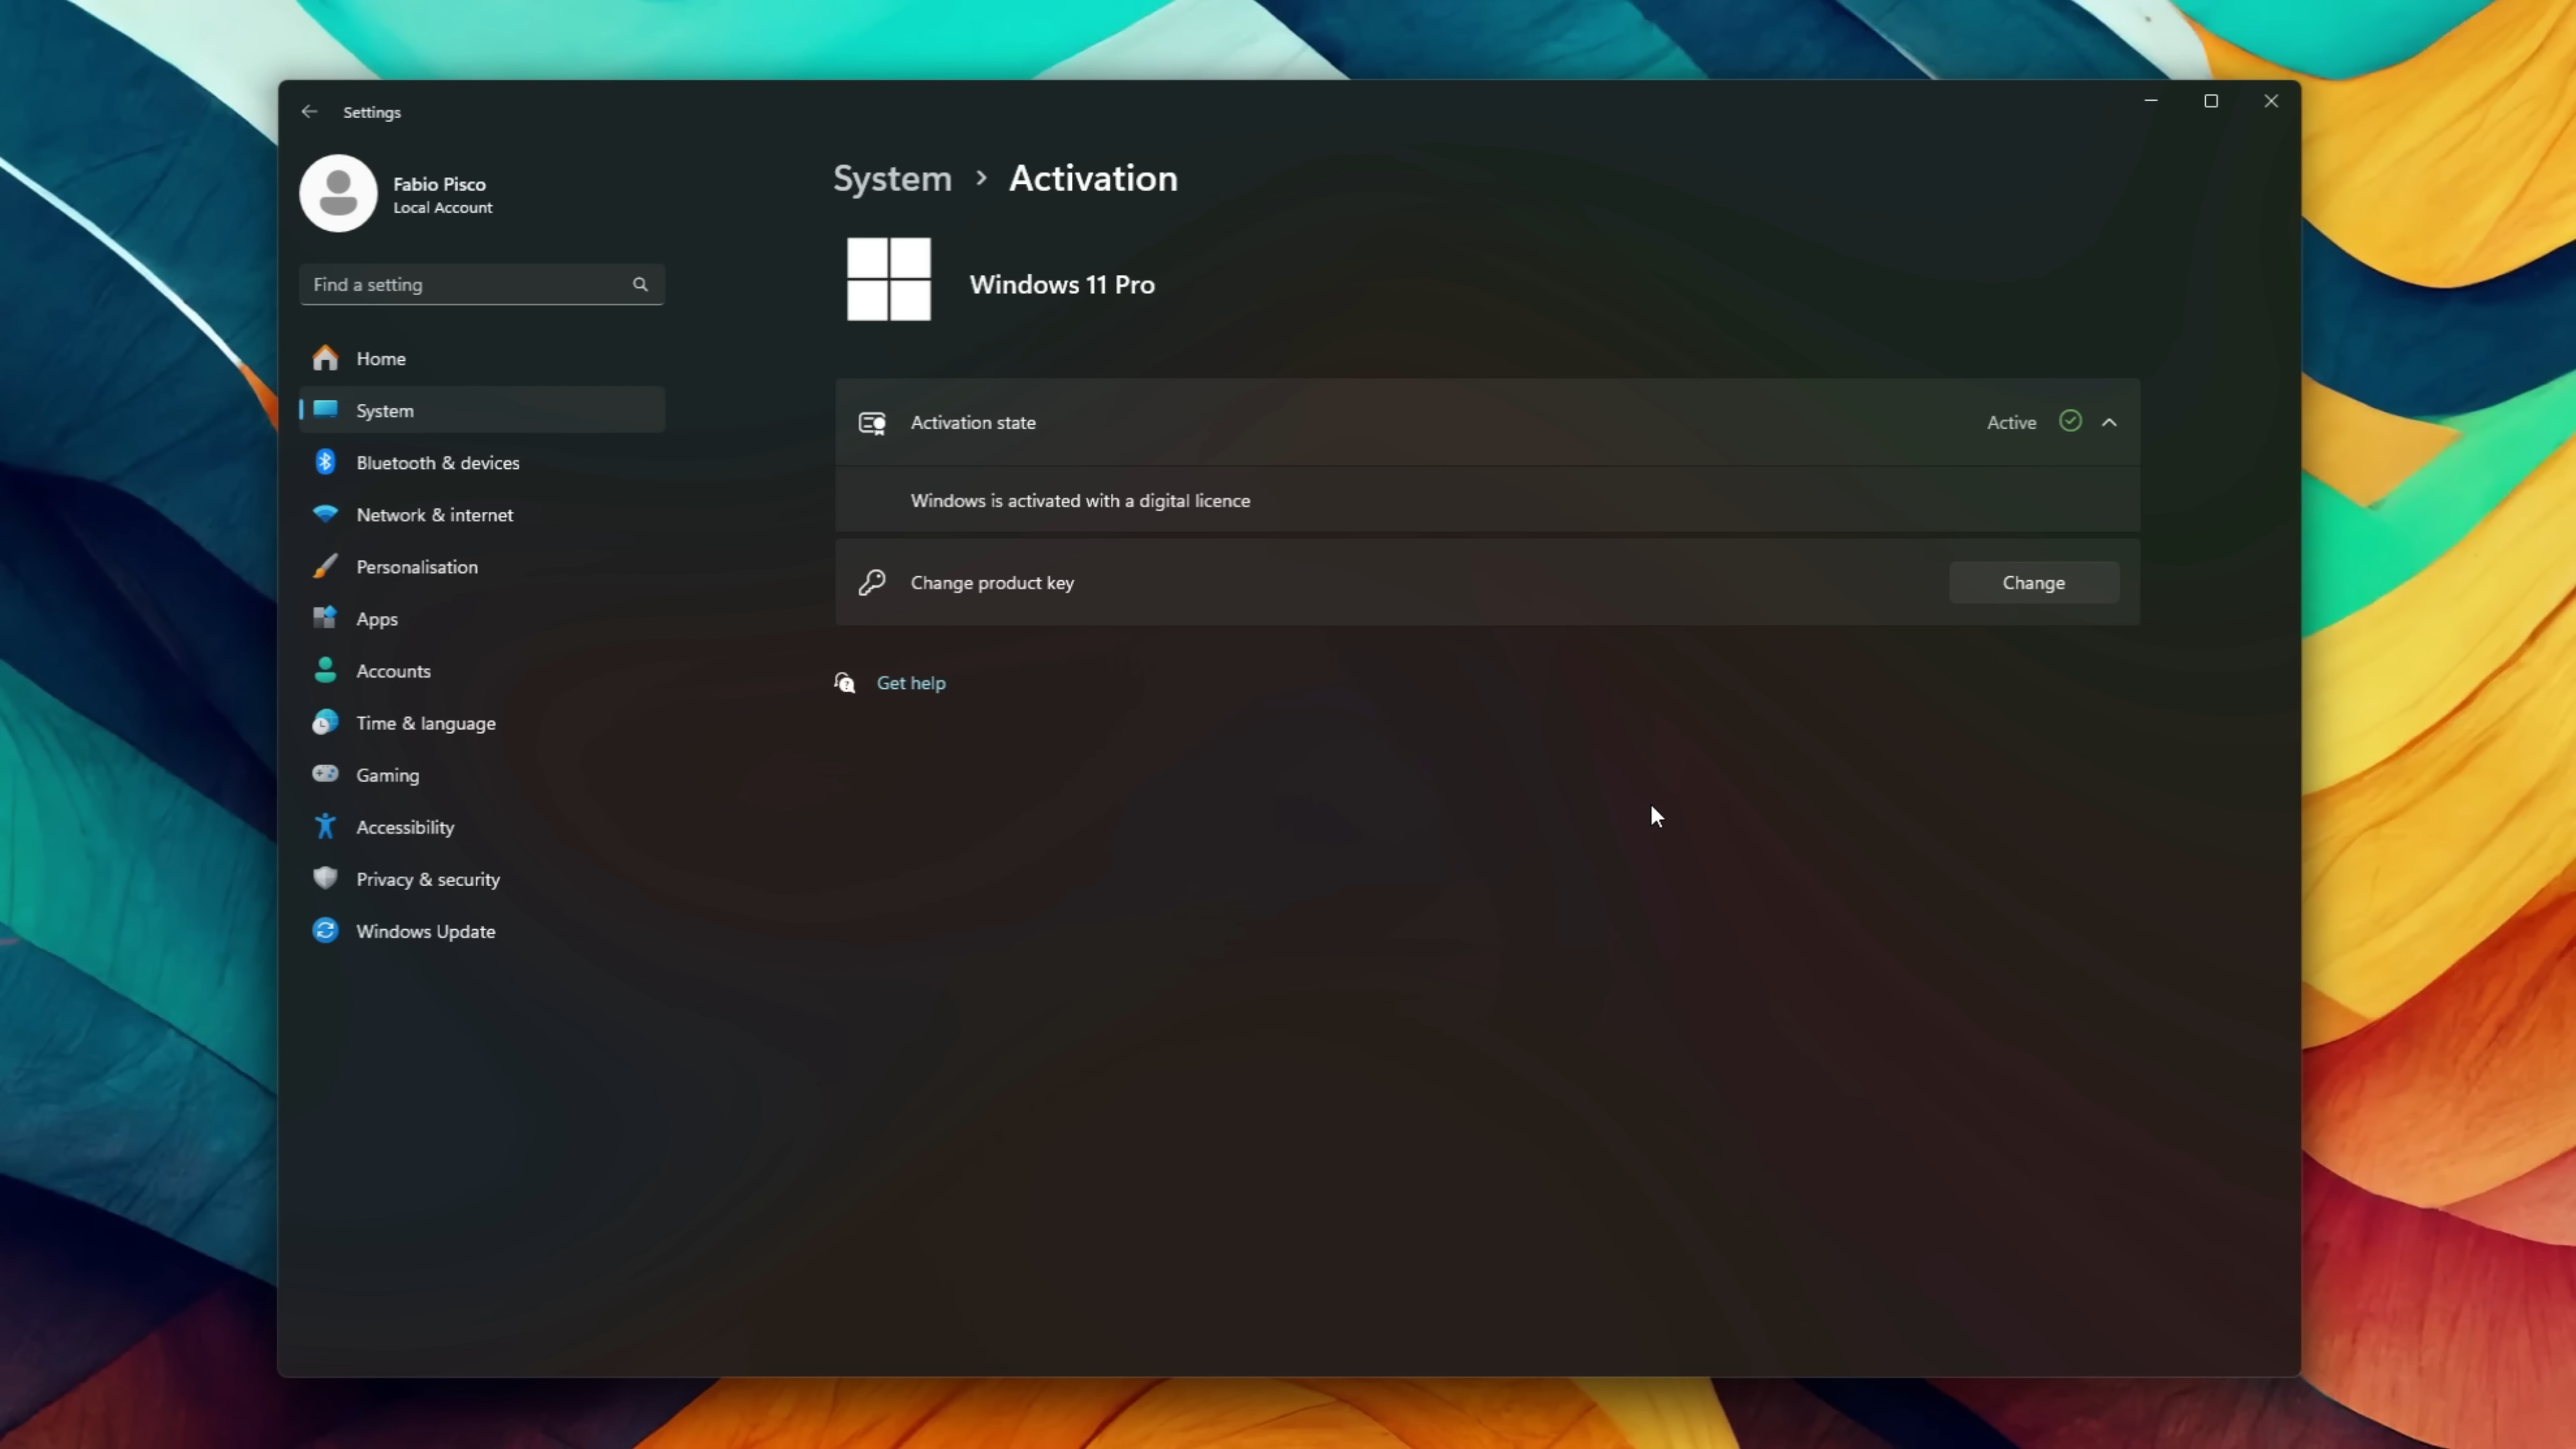 Settings
Fabio Pisco
Local Account
Find a setting
Home
System
Bluetooth & devices
Network & internet
Personalisation
Apps
Accounts
Time & language
Gaming
Accessibility
Privacy & security
Windows Update
System > Activation
Windows 11 Pro
Activation state
Active
Windows is activated with a digital licence
Change product key
Change
Get help